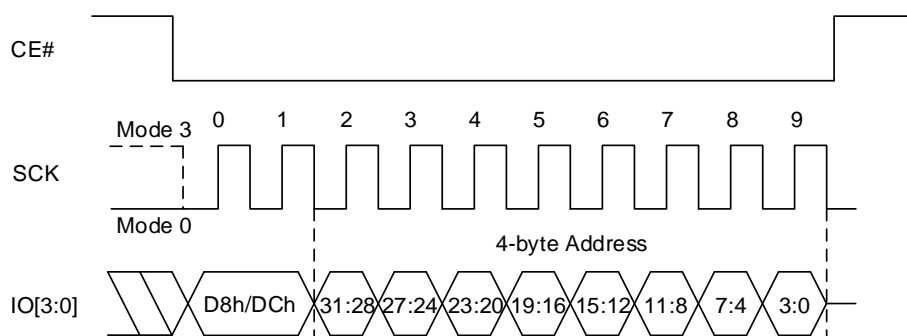 CE#
0 1 2 3 4 5 6 7 8 9
Mode 3
SCK
Mode 0
4-byte Address
IO[3:0] D8h/DCh 31:28 27:24 23:20 19:16 15:12 11:8 7:4 3:0